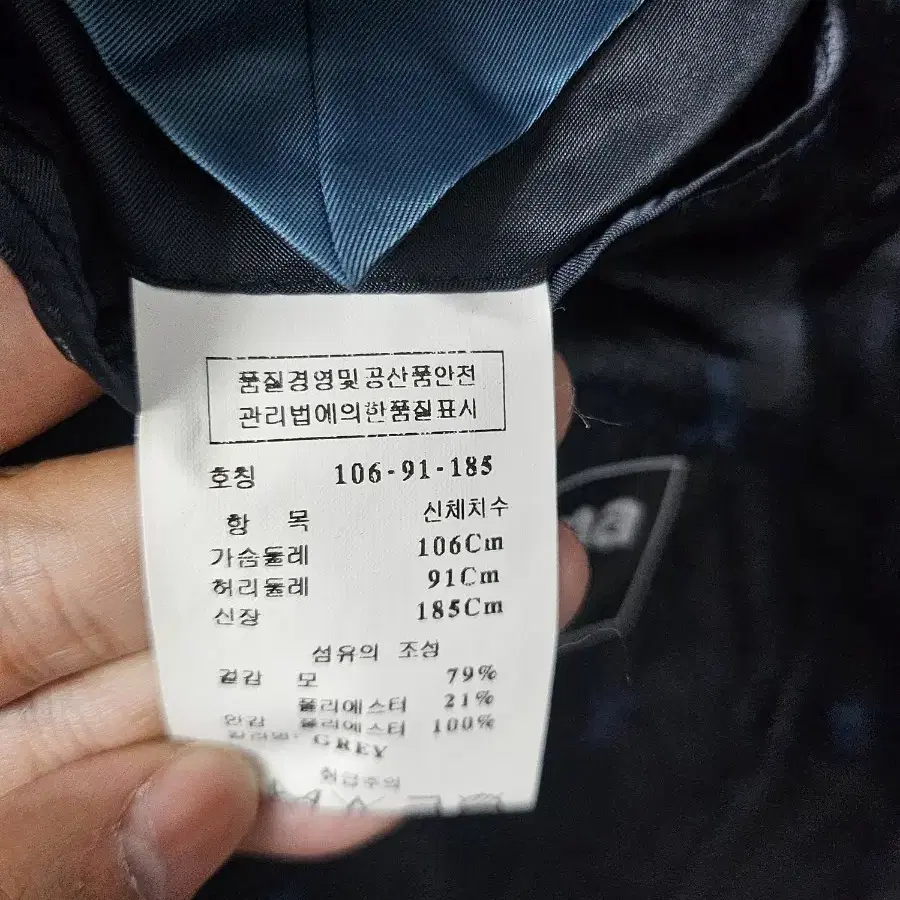 품질경영및공산품안전
관리법에의한품질표시
호칭 106-91-185
항 목 신체치수
가슴둘레 106Cm
허리둘레 91Cm
신장 185Cm
섬유의 조성
겉감 모 79%
폴리에스터 21%
안감 폴리에스터 100%
칼라명: GREY
취급주의